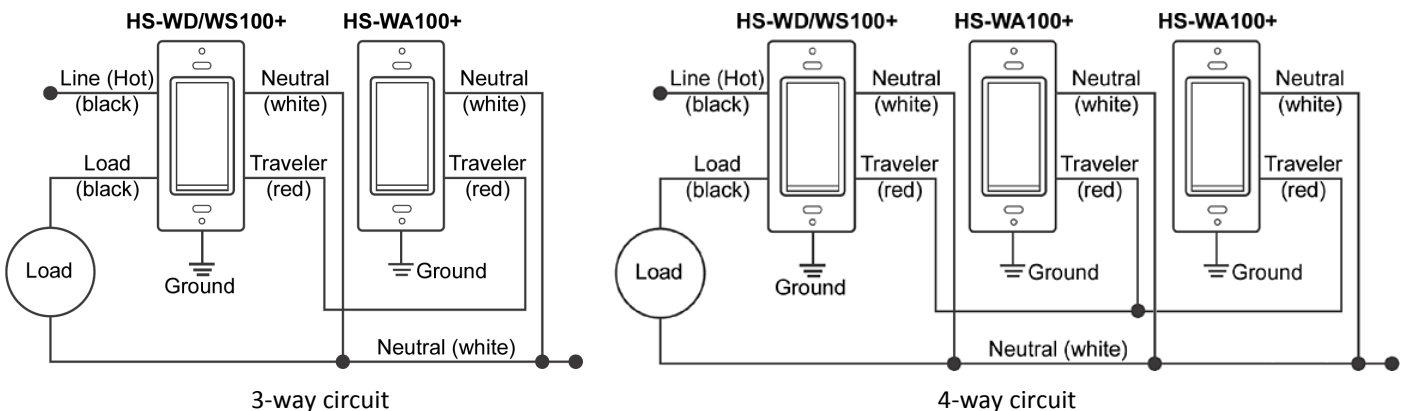 HS-WD/WS100+ HS-WA100+
Line (Hot)
(black)
Neutral
(white)
Neutral
(white)
Load
(black)
Traveler
(red)
Traveler
(red)
Load
Ground
Ground
Neutral (white)
3-way circuit
HS-WD/WS100+ HS-WA100+ HS-WA100+
Line (Hot)
(black)
Neutral
(white)
Neutral
(white)
Neutral
(white)
Load
(black)
Traveler
(red)
Traveler
(red)
Traveler
(red)
Load
Ground
Ground
Ground
Neutral (white)
4-way circuit